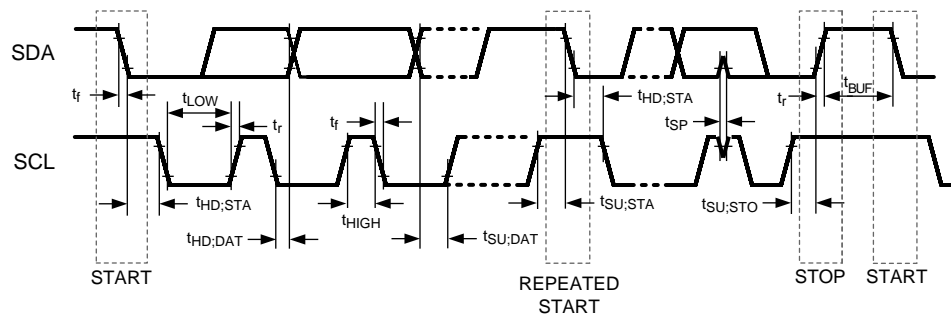 SDA
t_f
t_LOW
t_r
t_f
t_HD;STA
t_SP
t_r
t_BUF
SCL
t_HD;STA
t_HD;DAT
t_HIGH
t_SU;DAT
t_SU;STA
t_SU;STO
START
REPEATED
START
STOP
START